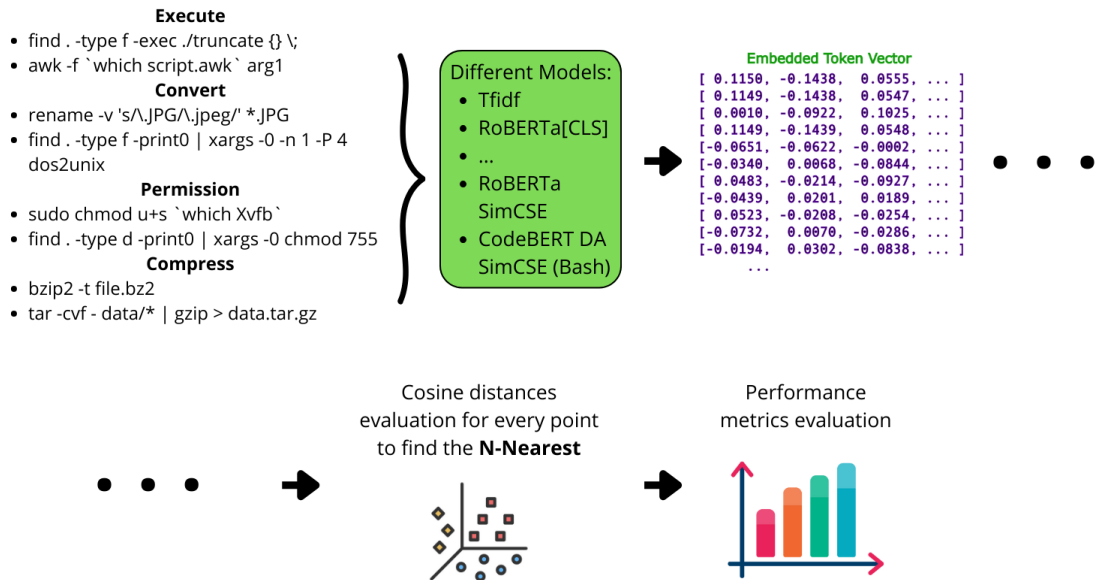 Execute
• find . -type f -exec ./truncate {} \;
• awk -f `which script.awk` arg1
Convert
• rename -v 's/\.JPG/\.jpeg/' *.JPG
• find . -type f -print0 | xargs -0 -n 1 -P 4
dos2unix
Permission
• sudo chmod u+s `which Xvfb`
• find . -type d -print0 | xargs -0 chmod 755
Compress
• bzip2 -t file.bz2
• tar -cvf - data/* | gzip > data.tar.gz
Different Models:
• Tfidf
• RoBERTa[CLS]
• ...
• RoBERTa
SimCSE
• CodeBERT DA
SimCSE (Bash)
Embedded Token Vector
[ 0.1150, -0.1438, 0.0555, ... ]
[ 0.1149, -0.1438, 0.0547, ... ]
[ 0.0010, -0.0922, 0.1025, ... ]
[ 0.1149, -0.1439, 0.0548, ... ]
[-0.0651, -0.0622, -0.0002, ... ]
[-0.0340, 0.0068, -0.0844, ... ]
[ 0.0483, -0.0214, -0.0927, ... ]
[-0.0439, 0.0201, 0.0189, ... ]
[ 0.0523, -0.0208, -0.0254, ... ]
[-0.0732, 0.0070, -0.0286, ... ]
[-0.0194, 0.0302, -0.0838, ... ]
...
Cosine distances
evaluation for every point
to find the N-Nearest
Performance
metrics evaluation